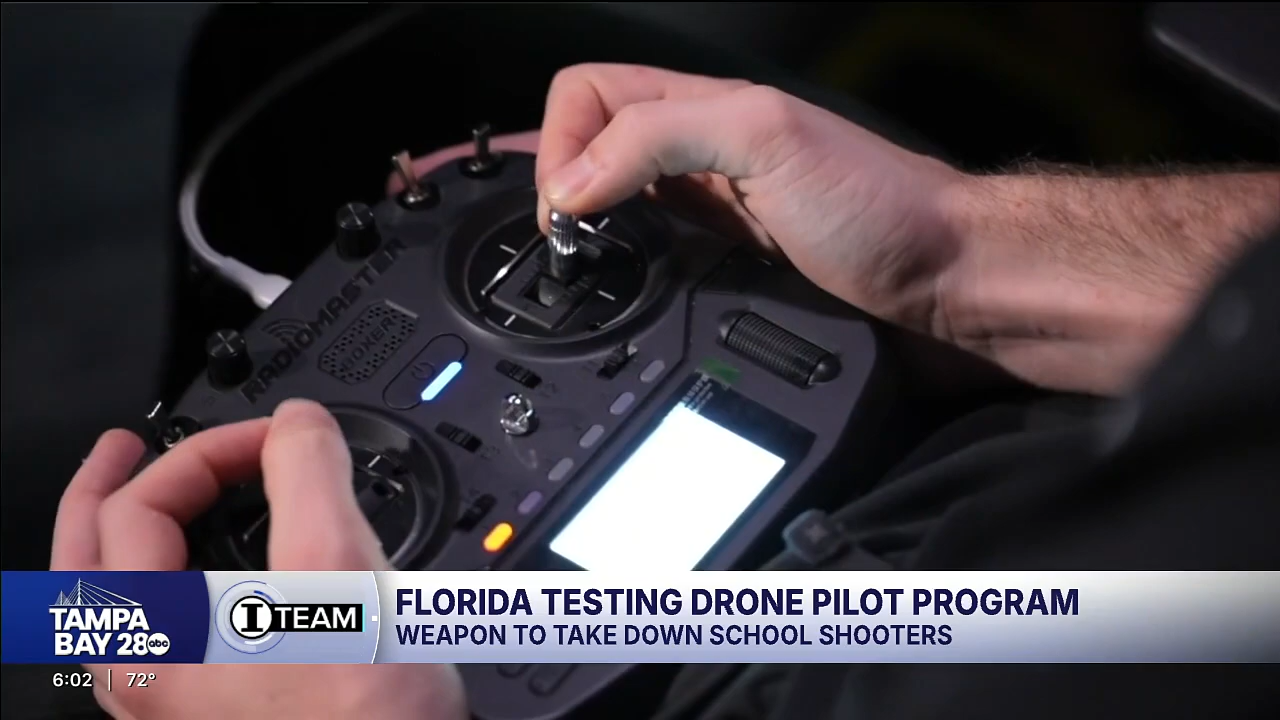 RADIOMASTER
BOXER
TAMPA
BAY 28 abc
I TEAM
FLORIDA TESTING DRONE PILOT PROGRAM
WEAPON TO TAKE DOWN SCHOOL SHOOTERS
6:02 | 72°